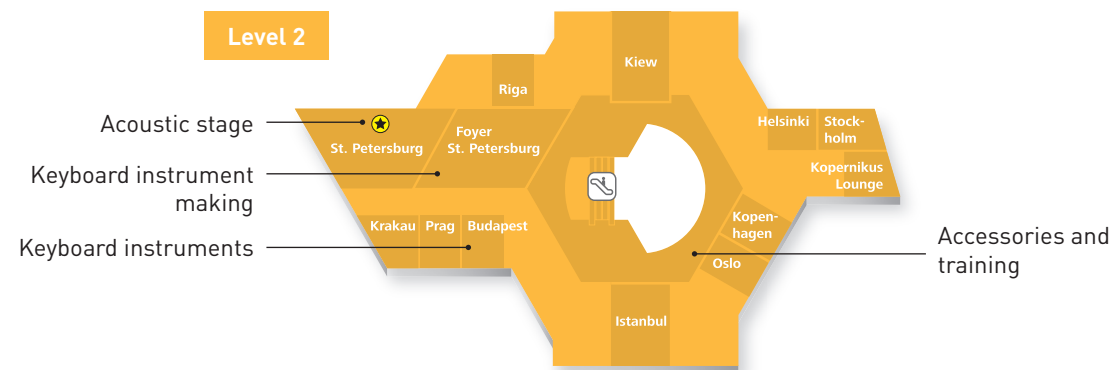 Level 2
Acoustic stage
Keyboard instrument
making
Keyboard instruments
Riga
Kiew
Foyer
St. Petersburg
St. Petersburg
Krakau
Prag
Budapest
Istanbul
Helsinki
Stock-
holm
Kopernikus
Lounge
Kopen-
hagen
Oslo
Accessories and
training